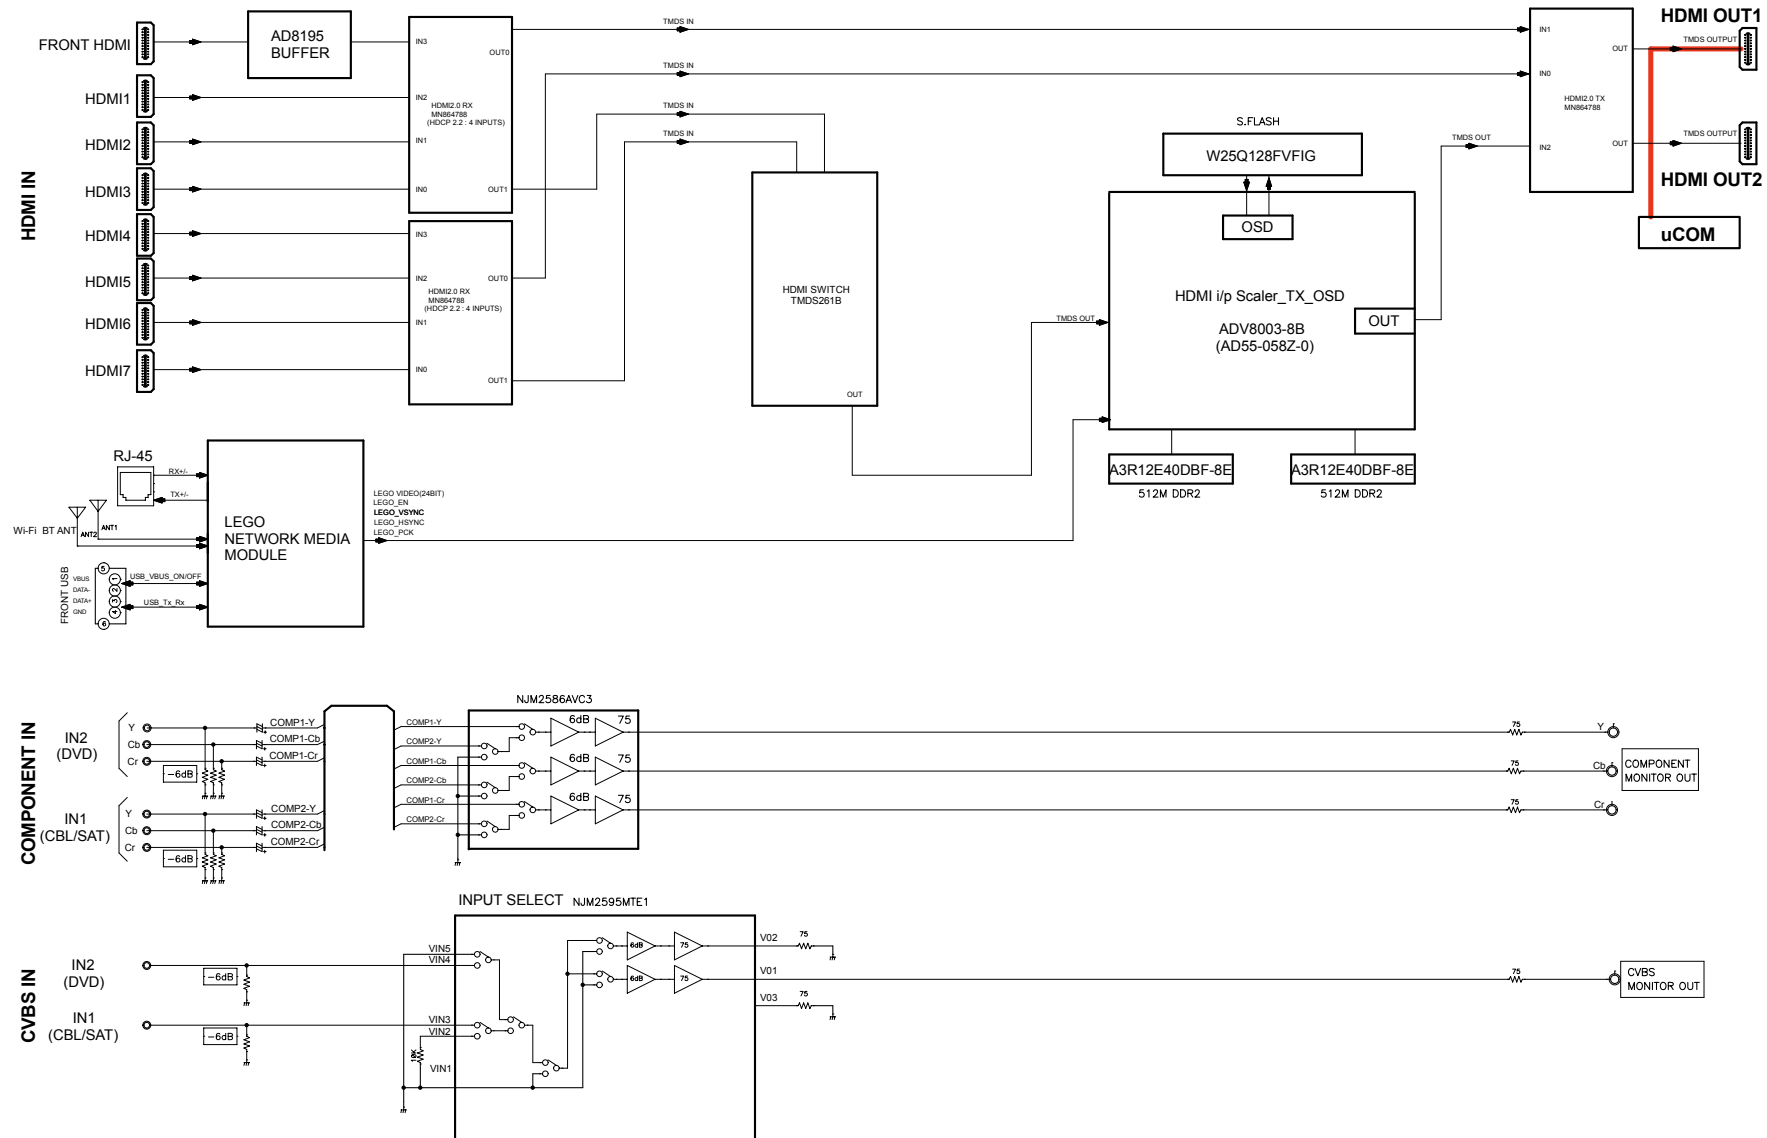 HDMI IN
FRONT HDMI
HDMI1
HDMI2
HDMI3
HDMI4
HDMI5
HDMI6
HDMI7
AD8195
BUFFER
IN3
OUT0
IN2
HDMI2.0 RX
MN864788
(HDCP 2.2 : 4 INPUTS)
IN1
IN0
OUT1
IN3
IN2
OUT0
HDMI2.0 RX
MN864788
(HDCP 2.2 : 4 INPUTS)
IN1
IN0
OUT1
TMDS IN
TMDS IN
TMDS IN
TMDS IN
HDMI SWITCH
TMDS261B
OUT
TMDS OUT
S.FLASH
W25Q128FVFIG
OSD
HDMI i/p Scaler_TX_OSD
ADV8003-8B
(AD55-058Z-0)
OUT
A3R12E40DBF-8E
512M DDR2
A3R12E40DBF-8E
512M DDR2
TMDS OUT
IN1
OUT
IN0
HDMI2.0 TX
MN864788
IN2
OUT
HDMI OUT1
TMDS OUTPUT
TMDS OUTPUT
HDMI OUT2
uCOM
RJ-45
RX+/-
TX+/-
Wi-Fi BT ANT
ANT1
ANT2
FRONT USB
VBUS
DATA-
DATA+
GND
5
1
2
3
4
6
USB_VBUS_ON/OFF
USB_Tx_Rx
LEGO
NETWORK MEDIA
MODULE
LEGO VIDEO(24BIT)
LEGO_EN
LEGO_VSYNC
LEGO_HSYNC
LEGO_PCK
COMPONENT IN
IN2
(DVD)
Y
Cb
Cr
-6dB
COMP1-Y
COMP1-Cb
COMP1-Cr
IN1
(CBL/SAT)
Y
Cb
Cr
-6dB
COMP2-Y
COMP2-Cb
COMP2-Cr
COMP1-Y
COMP2-Y
COMP1-Cb
COMP2-Cb
COMP1-Cr
COMP2-Cr
NJM2586AVC3
6dB
75
6dB
75
6dB
75
75
Y
75
Cb
75
Cr
COMPONENT
MONITOR OUT
CVBS IN
IN2
(DVD)
-6dB
IN1
(CBL/SAT)
-6dB
INPUT SELECT NJM2595MTE1
VIN5
VIN4
VIN3
VIN2
10K
VIN1
6dB
75
6dB
75
V02
75
V01
V03
75
75
CVBS
MONITOR OUT